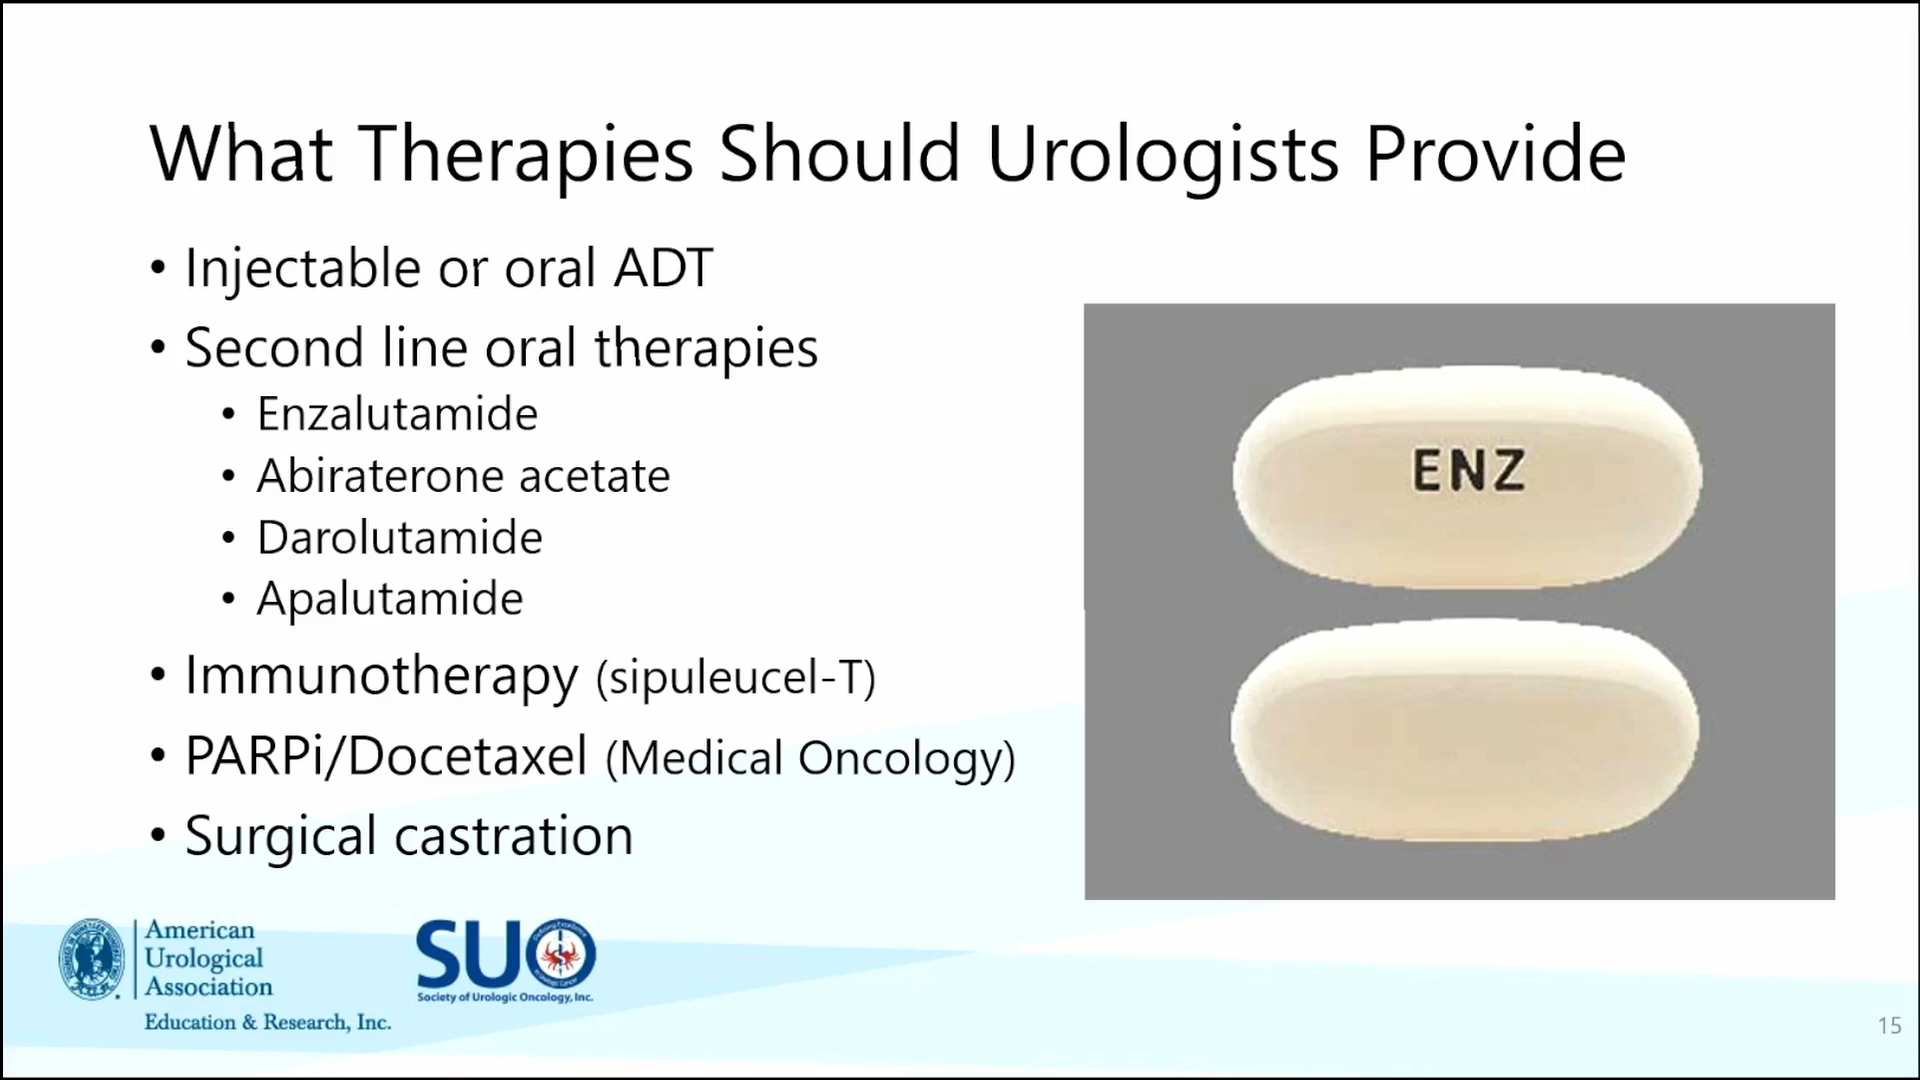 What Therapies Should Urologists Provide
• Injectable or oral ADT
• Second line oral therapies
• Enzalutamide
• Abiraterone acetate
• Darolutamide
• Apalutamide
• Immunotherapy (sipuleucel-T)
• PARPi/Docetaxel (Medical Oncology)
• Surgical castration
ENZ
American
Urological
Association
Education & Research, Inc.
SUO
Society of Urologic Oncology, Inc.
15